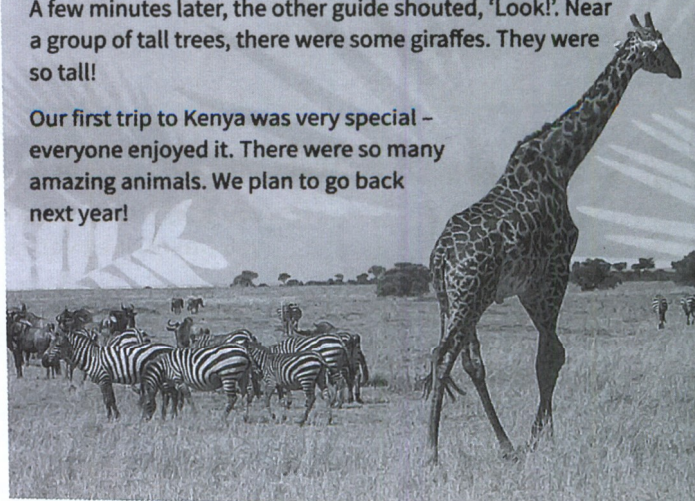 A few minutes later, the other guide shouted, 'Look!'. Near
a group of tall trees, there were some giraffes. They were
so tall!
Our first trip to Kenya was very special –
everyone enjoyed it. There were so many
amazing animals. We plan to go back
next year!